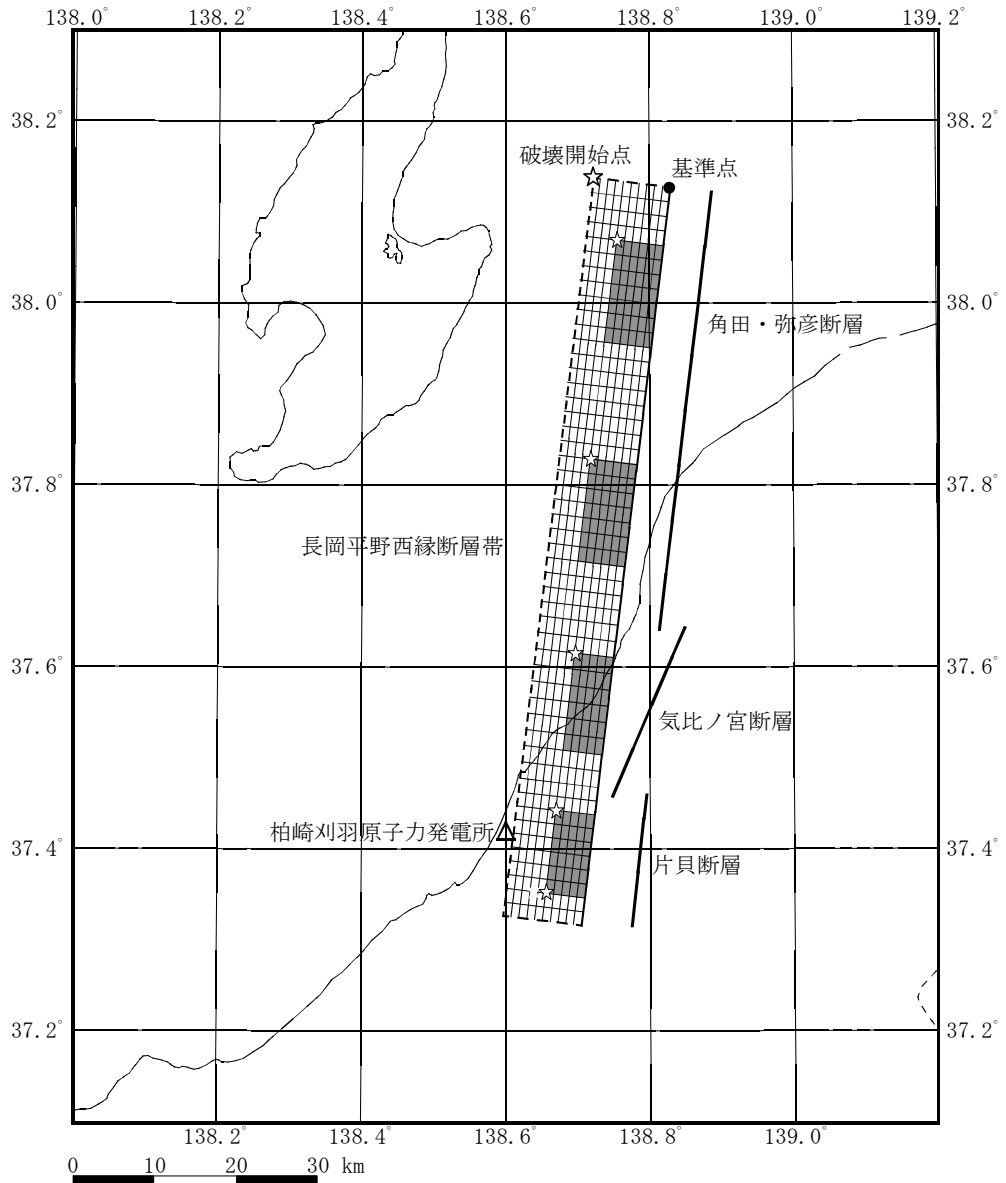 138.0° 138.2° 138.4° 138.6° 138.8° 139.0° 139.2°
38.2° 38.2°
破壊開始点
基準点
38.0° 38.0°
角田・弥彦断層
37.8° 37.8°
長岡平野西縁断層帯
37.6° 37.6°
気比ノ宮断層
柏崎刈羽原子力発電所
37.4° 37.4°
片貝断層
37.2° 37.2°
138.2° 138.4° 138.6° 138.8° 139.0°
0 10 20 30 km